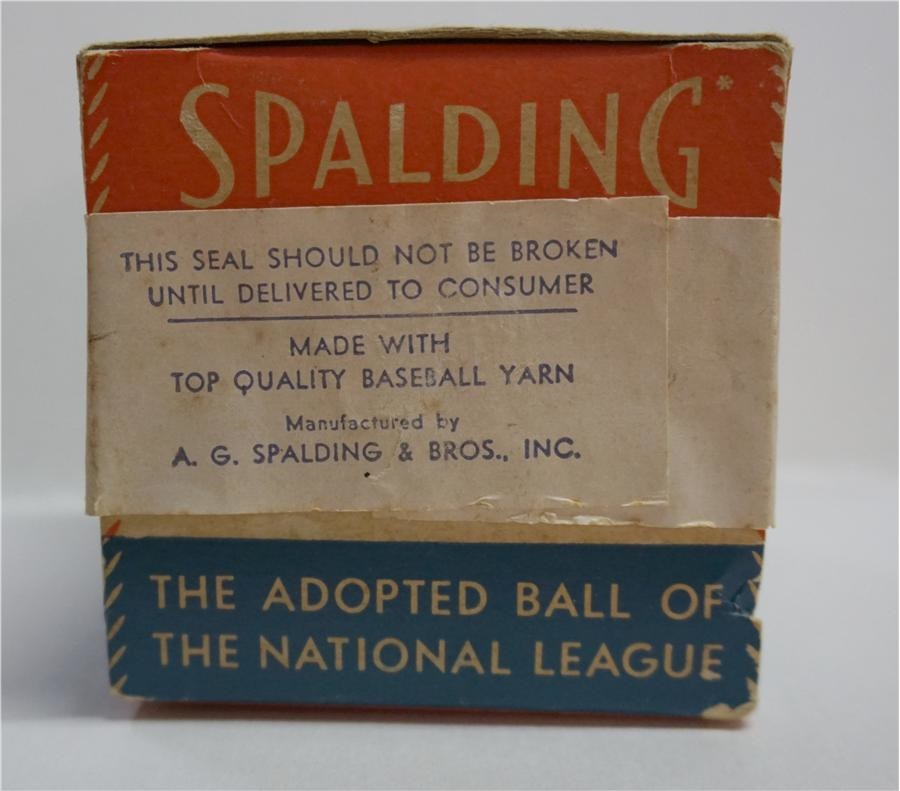 SPALDING*
THIS SEAL SHOULD NOT BE BROKEN
UNTIL DELIVERED TO CONSUMER
MADE WITH
TOP QUALITY BASEBALL YARN
Manufactured by
A. G. SPALDING & BROS., INC.
THE ADOPTED BALL OF
THE NATIONAL LEAGUE